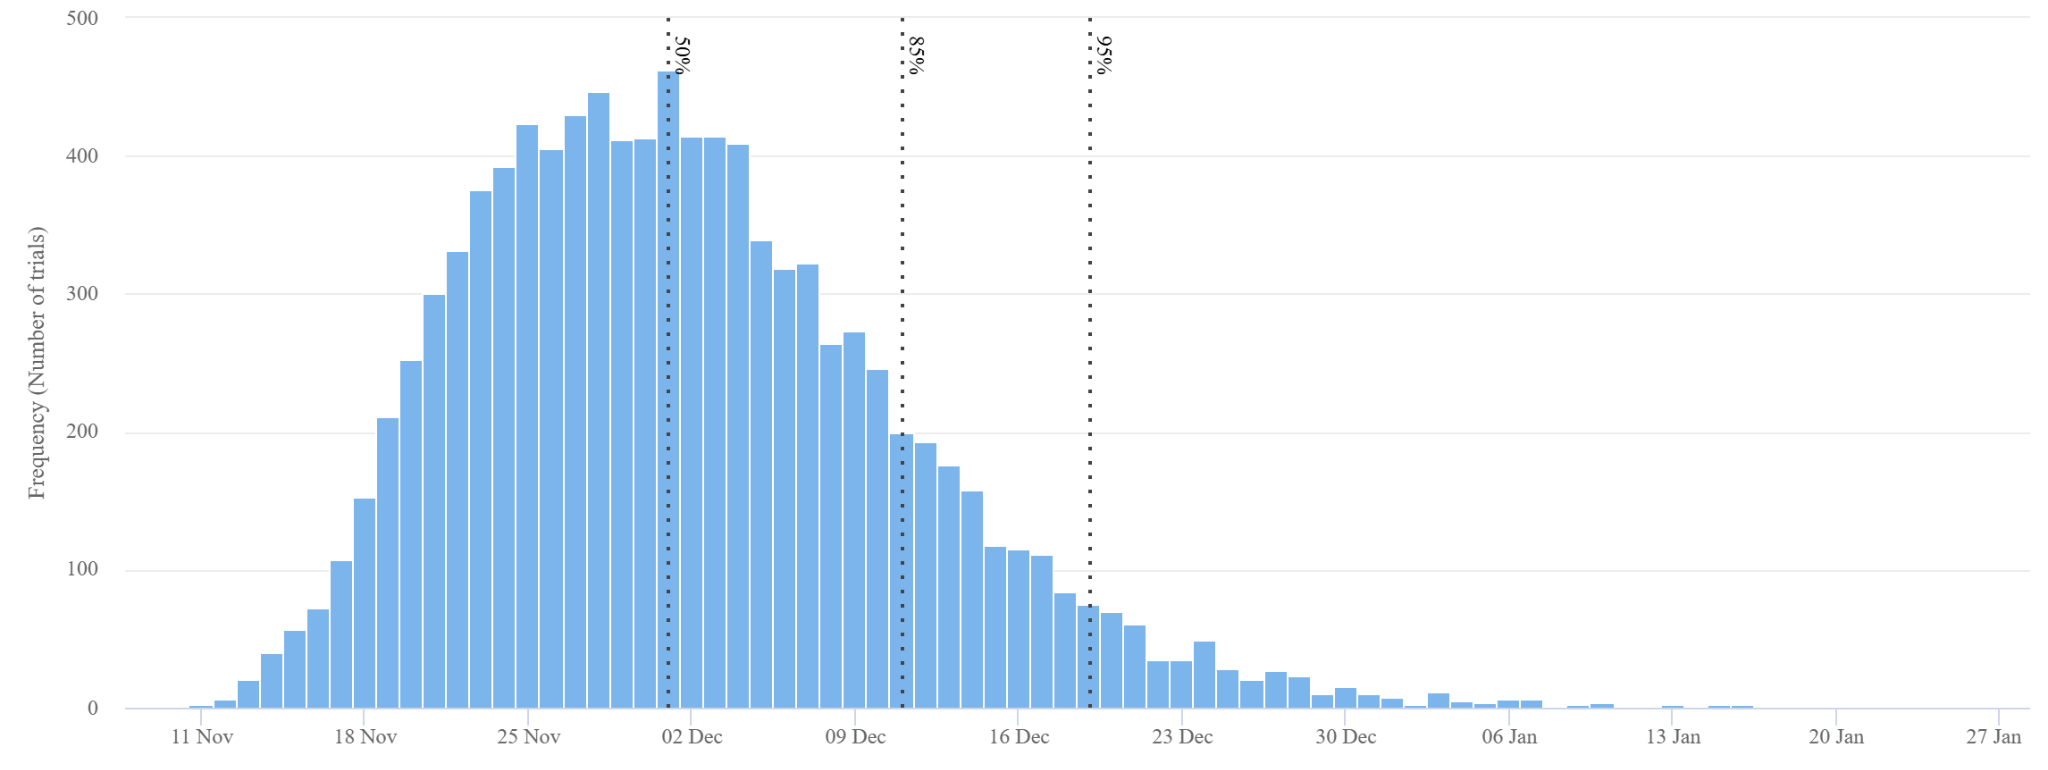 500
400
300
200
100
0
Frequency (Number of trials)
50%
85%
95%
11 Nov
18 Nov
25 Nov
02 Dec
09 Dec
16 Dec
23 Dec
30 Dec
06 Jan
13 Jan
20 Jan
27 Jan